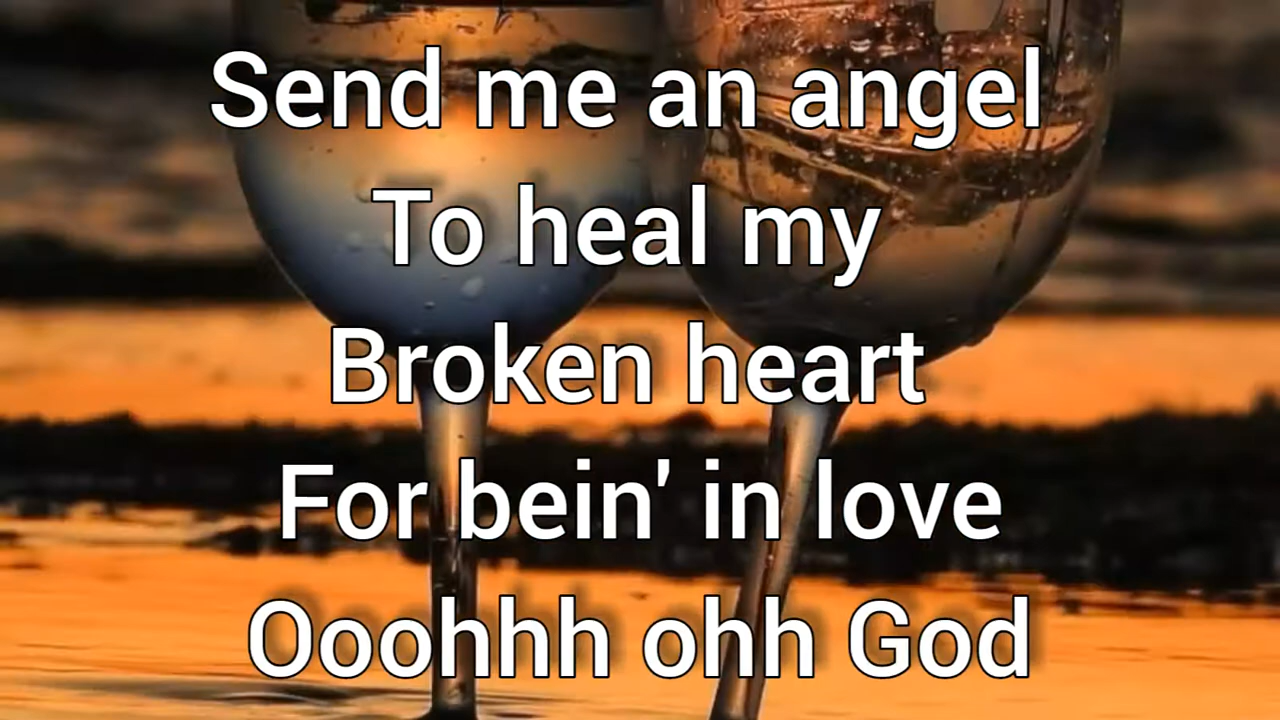 Send me an angel
To heal my
Broken heart
For bein' in love
Ooohhh ohh God